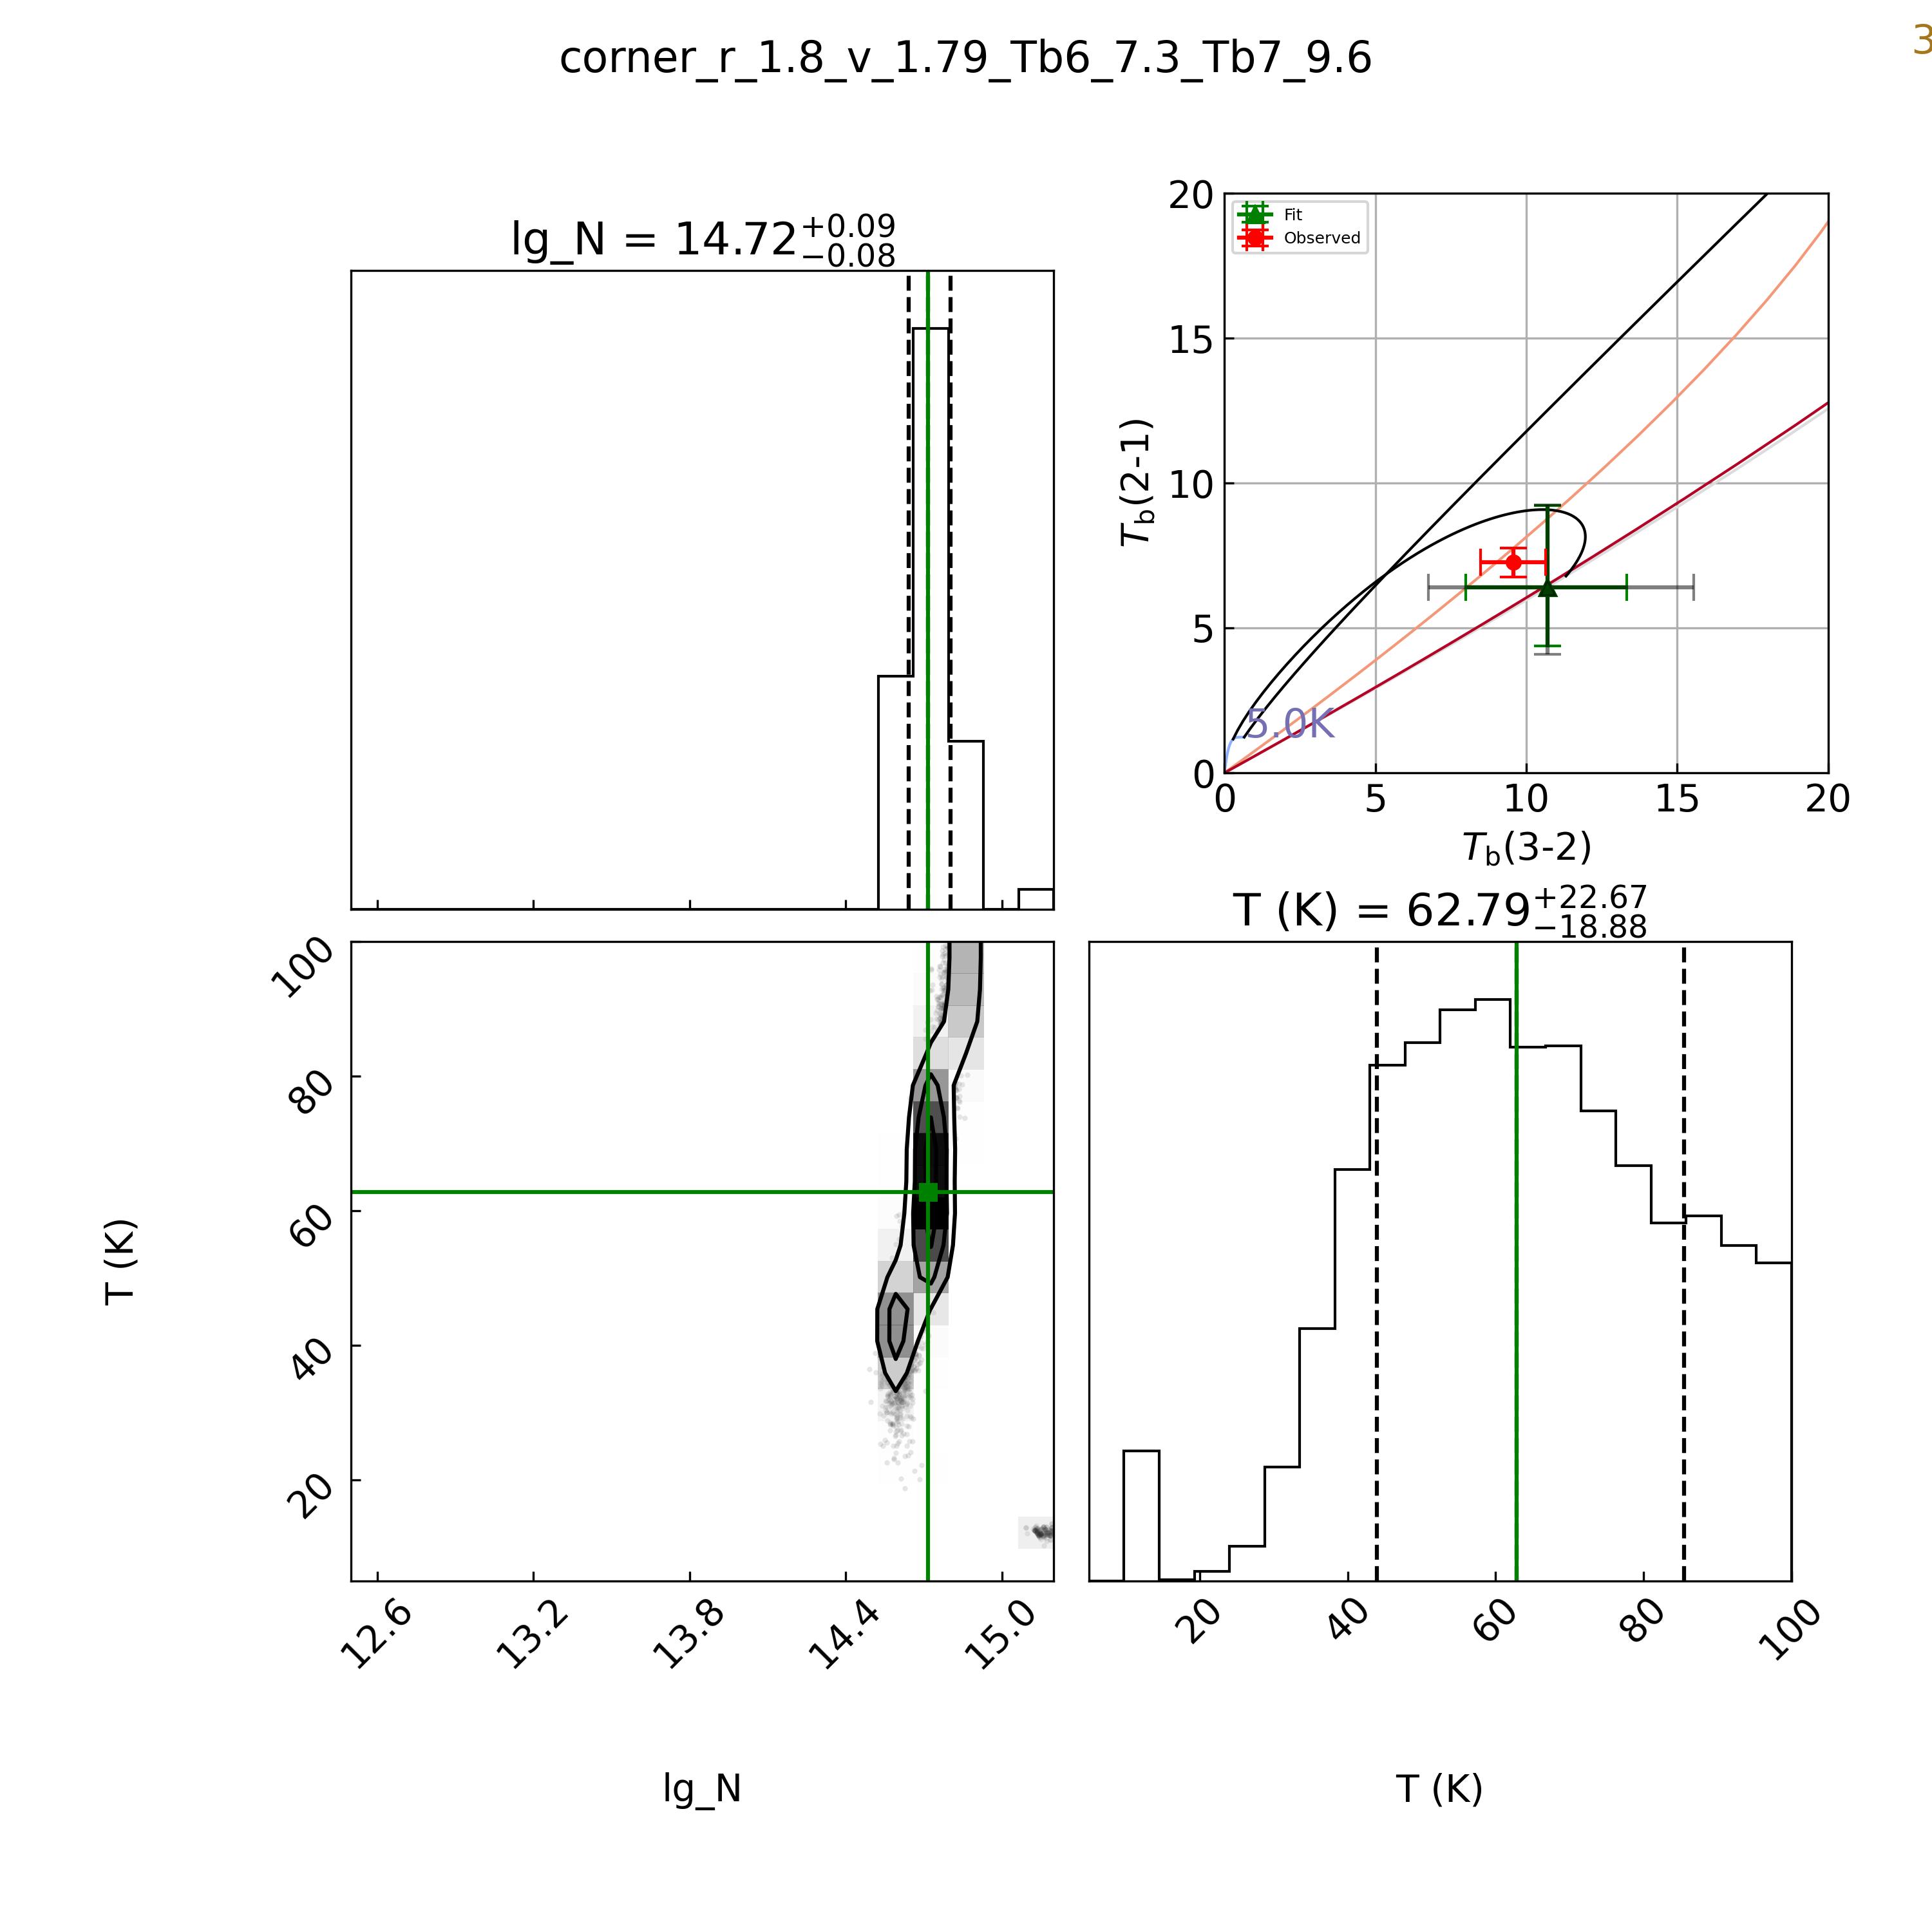 corner_r_1.8_v_1.79_Tb6_7.3_Tb7_9.6
3
lg_N = 14.72 +0.09 −0.08
Fit
Observed
20
15
10
5
0
T_b(2-1)
5.0K
0 5 10 15 20
T_b(3-2)
T (K) = 62.79 +22.67 −18.88
100
80
60
40
20
T (K)
12.6 13.2 13.8 14.4 15.0
lg_N
20 40 60 80 100
T (K)